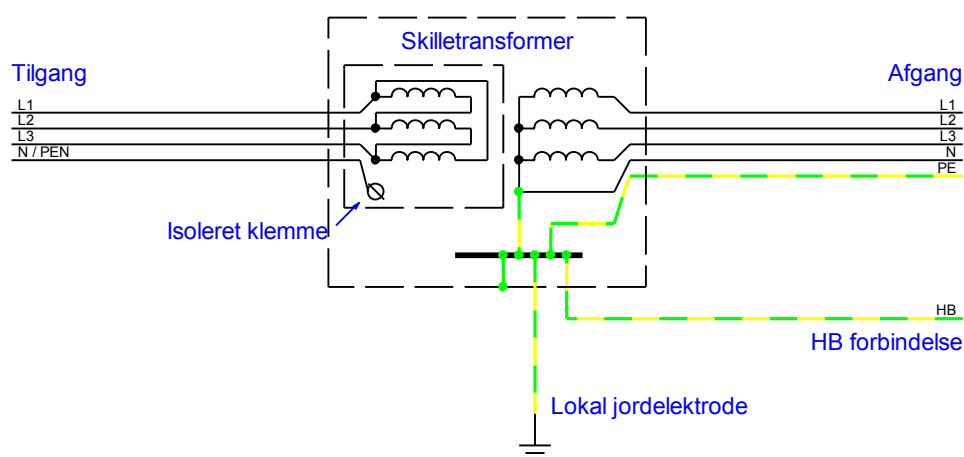 Skilletransformer
Tilgang
Afgang
L1
L2
L3
N / PEN
L1
L2
L3
N
PE
Isoleret klemme
HB
HB forbindelse
Lokal jordelektrode